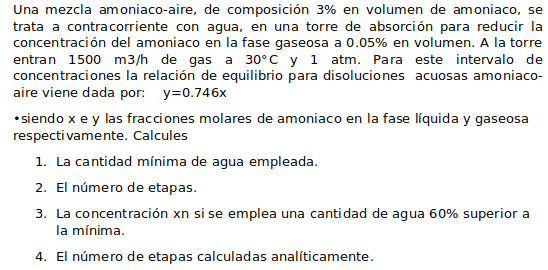 Una mezcla amoniaco-aire, de composición 3% en volumen de amoniaco, se
trata a contracorriente con agua, en una torre de absorción para reducir la
concentración del amoniaco en la fase gaseosa a 0.05% en volumen. A la torre
entran 1500 m3/h de gas a 30°C y 1 atm. Para este intervalo de
concentraciones la relación de equilibrio para disoluciones acuosas amoniaco-
aire viene dada por: y=0.746x
•siendo x e y las fracciones molares de amoniaco en la fase líquida y gaseosa
respectivamente. Calcules
1. La cantidad mínima de agua empleada.
2. El número de etapas.
3. La concentración xn si se emplea una cantidad de agua 60% superior a
la mínima.
4. El número de etapas calculadas analíticamente.